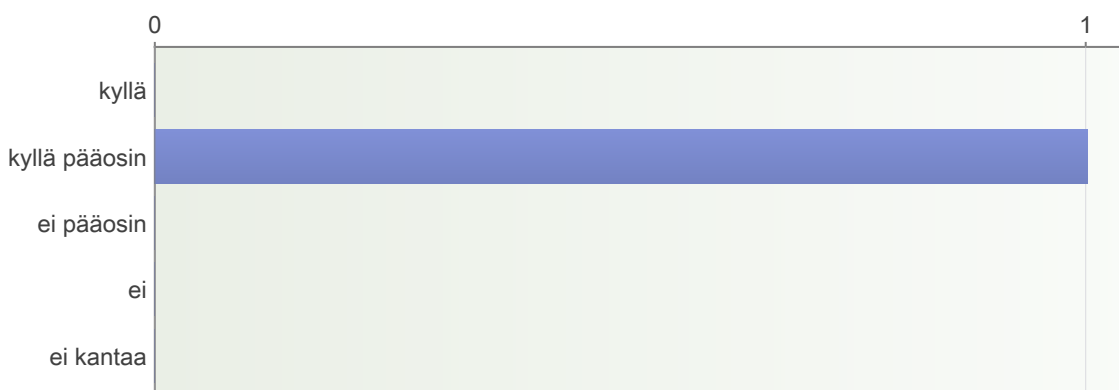 0 1
kyllä
kyllä pääosin
ei pääosin
ei
ei kantaa